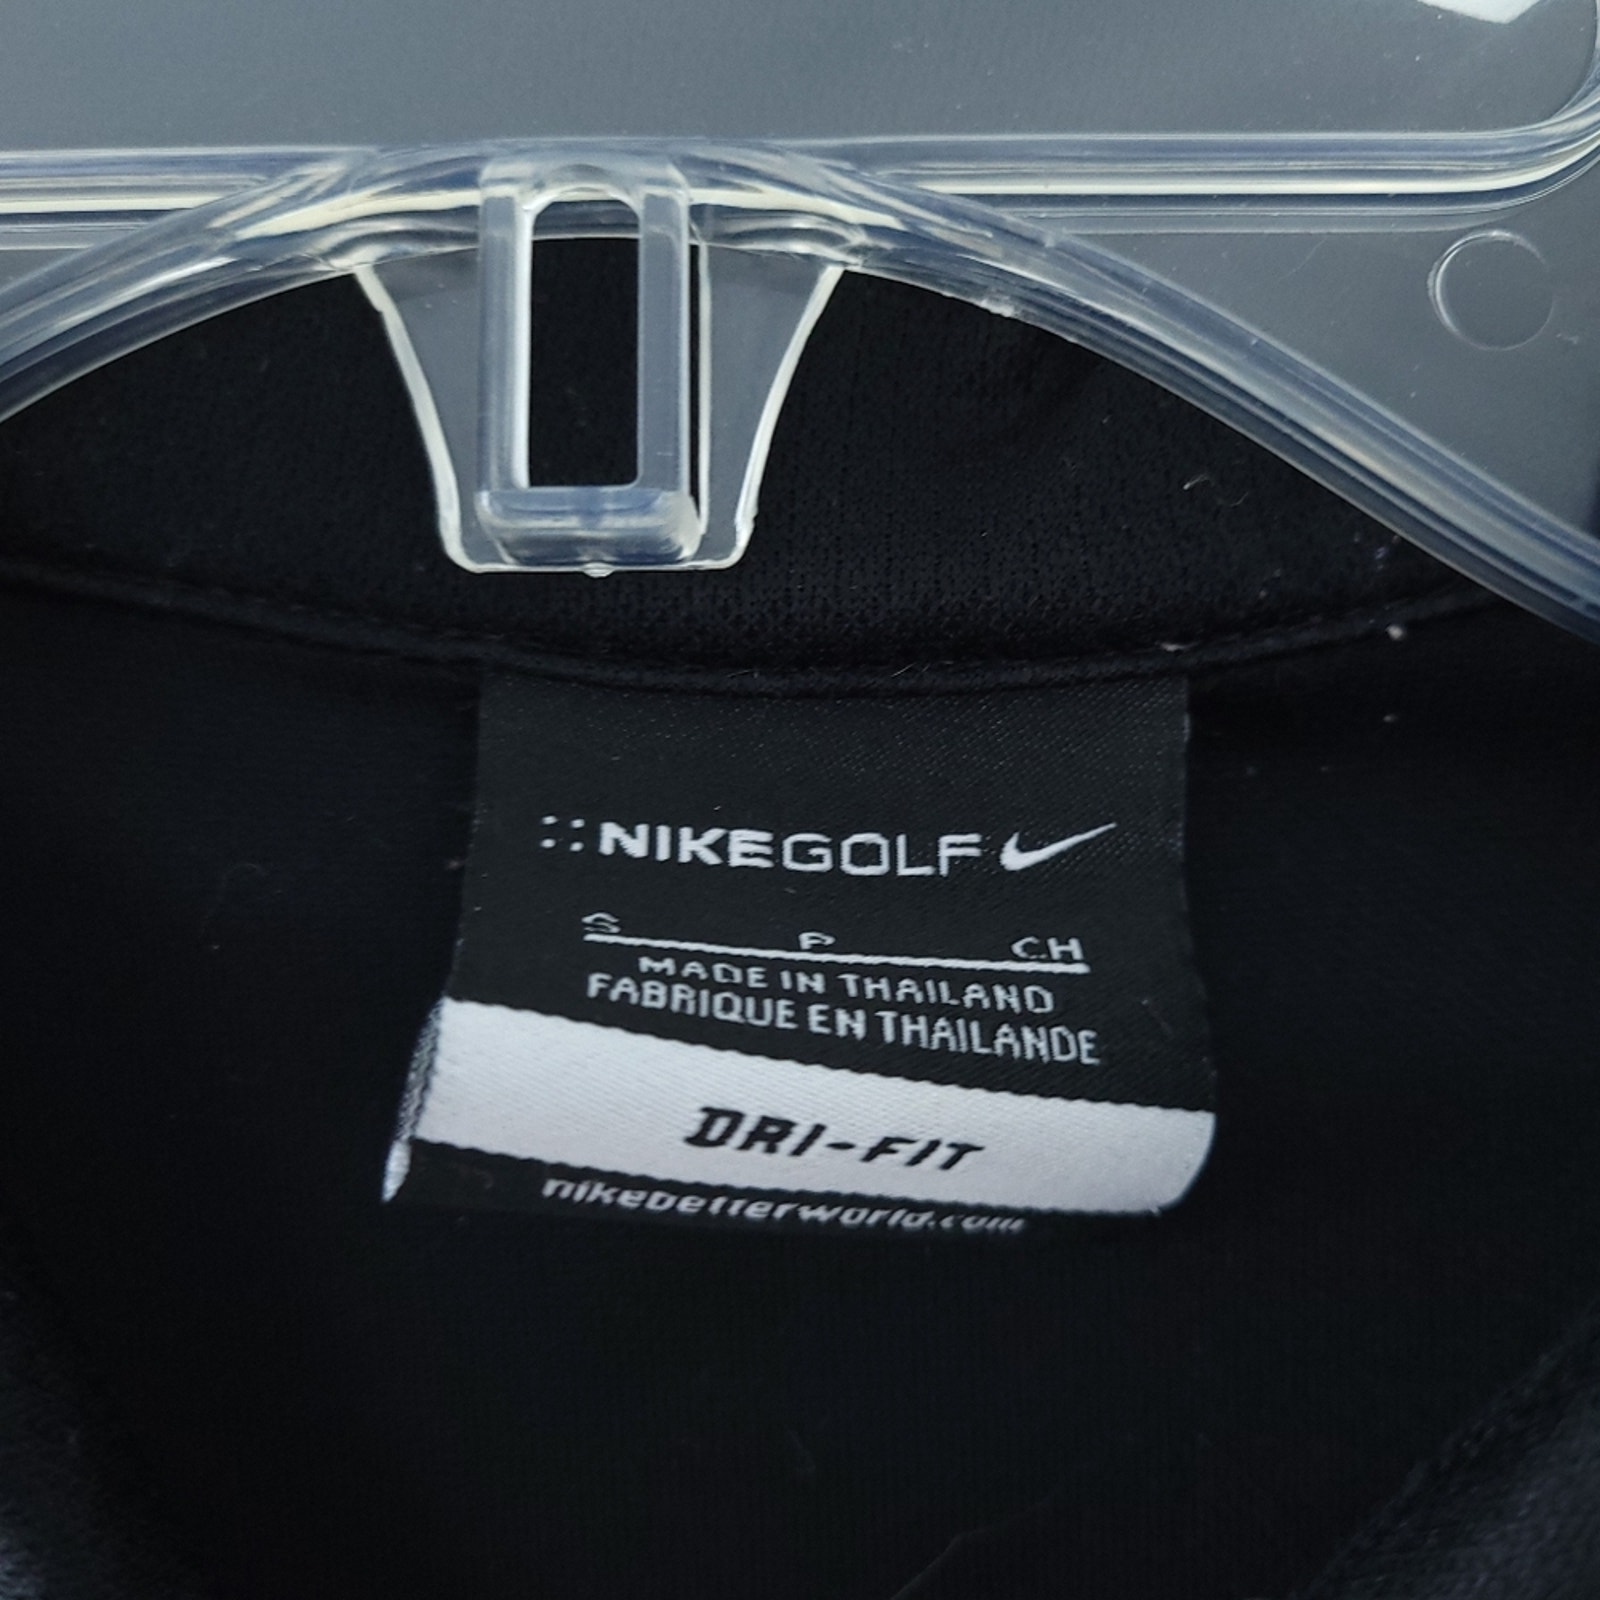 NIKEGOLF
S P CH
MADE IN THAILAND
FABRIQUE EN THAILANDE
DRI-FIT
nikebetterworld.com